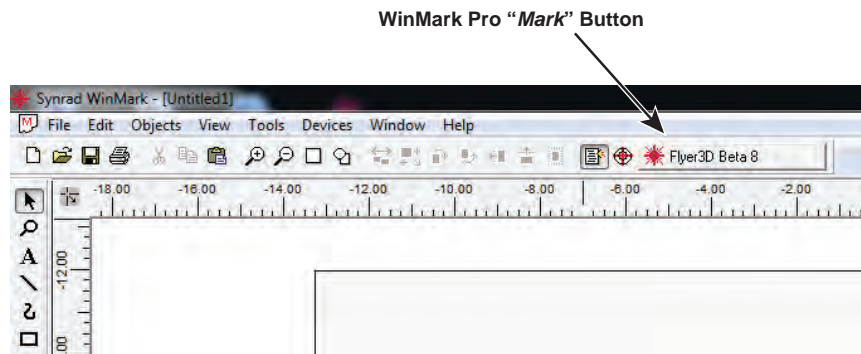 WinMark Pro “Mark” Button
Synrad WinMark - [Untitled1]
File Edit Objects View Tools Devices Window Help
Flyer3D Beta 8
-18.00 -16.00 -14.00 -12.00 -10.00 -8.00 -6.00 -4.00 -2.00
A
-12.00
.00